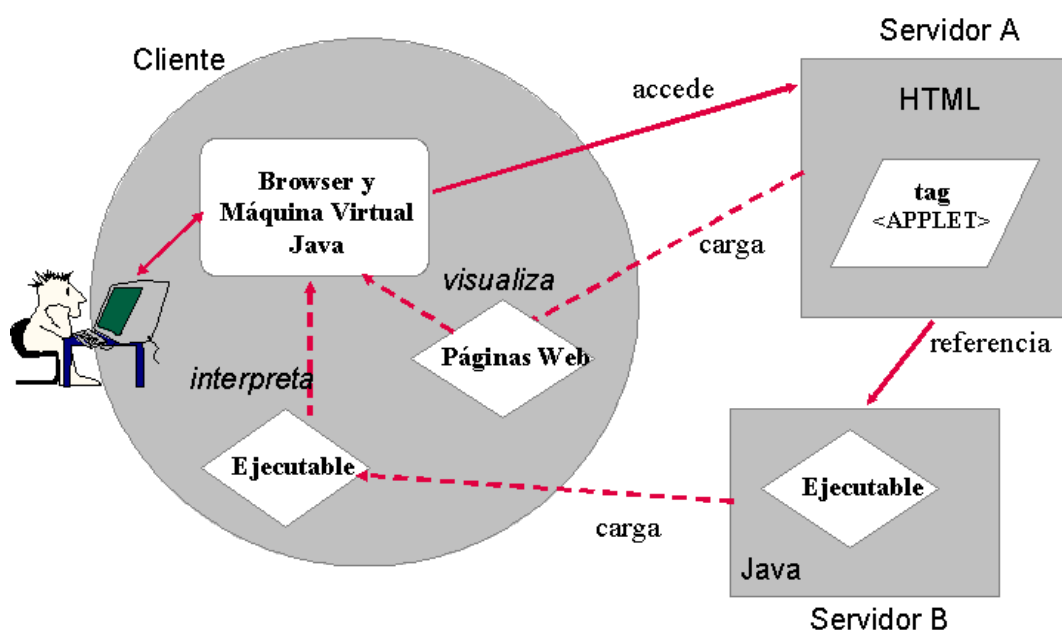 Servidor A
Cliente
accede
HTML
Browser y
Máquina Virtual
Java
tag
<APPLET>
carga
visualiza
Páginas Web
referencia
interpreta
Ejecutable
Ejecutable
carga
Java
Servidor B